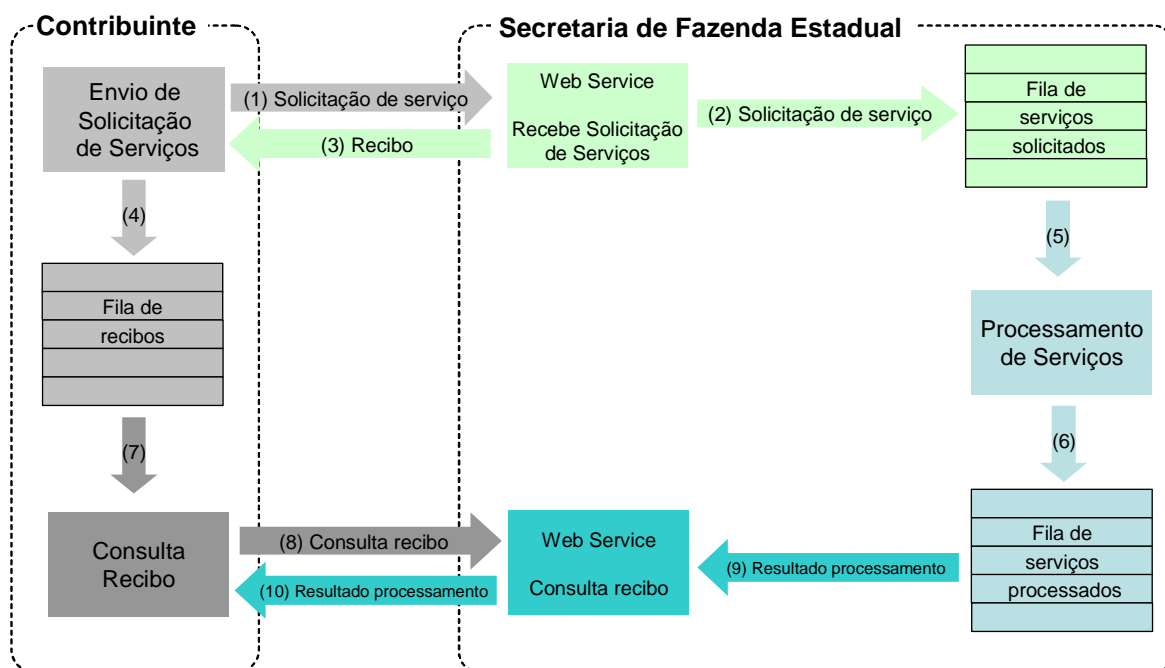 Contribuinte
Secretaria de Fazenda Estadual
Envio de
Solicitação
de Serviços
(1) Solicitação de serviço
(3) Recibo
Web Service
Recebe Solicitação
de Serviços
(2) Solicitação de serviço
Fila de
serviços
solicitados
(4)
(5)
Fila de
recibos
Processamento
de Serviços
(7)
(6)
Consulta
Recibo
(8) Consulta recibo
(10) Resultado processamento
Web Service
Consulta recibo
(9) Resultado processamento
Fila de
serviços
processados